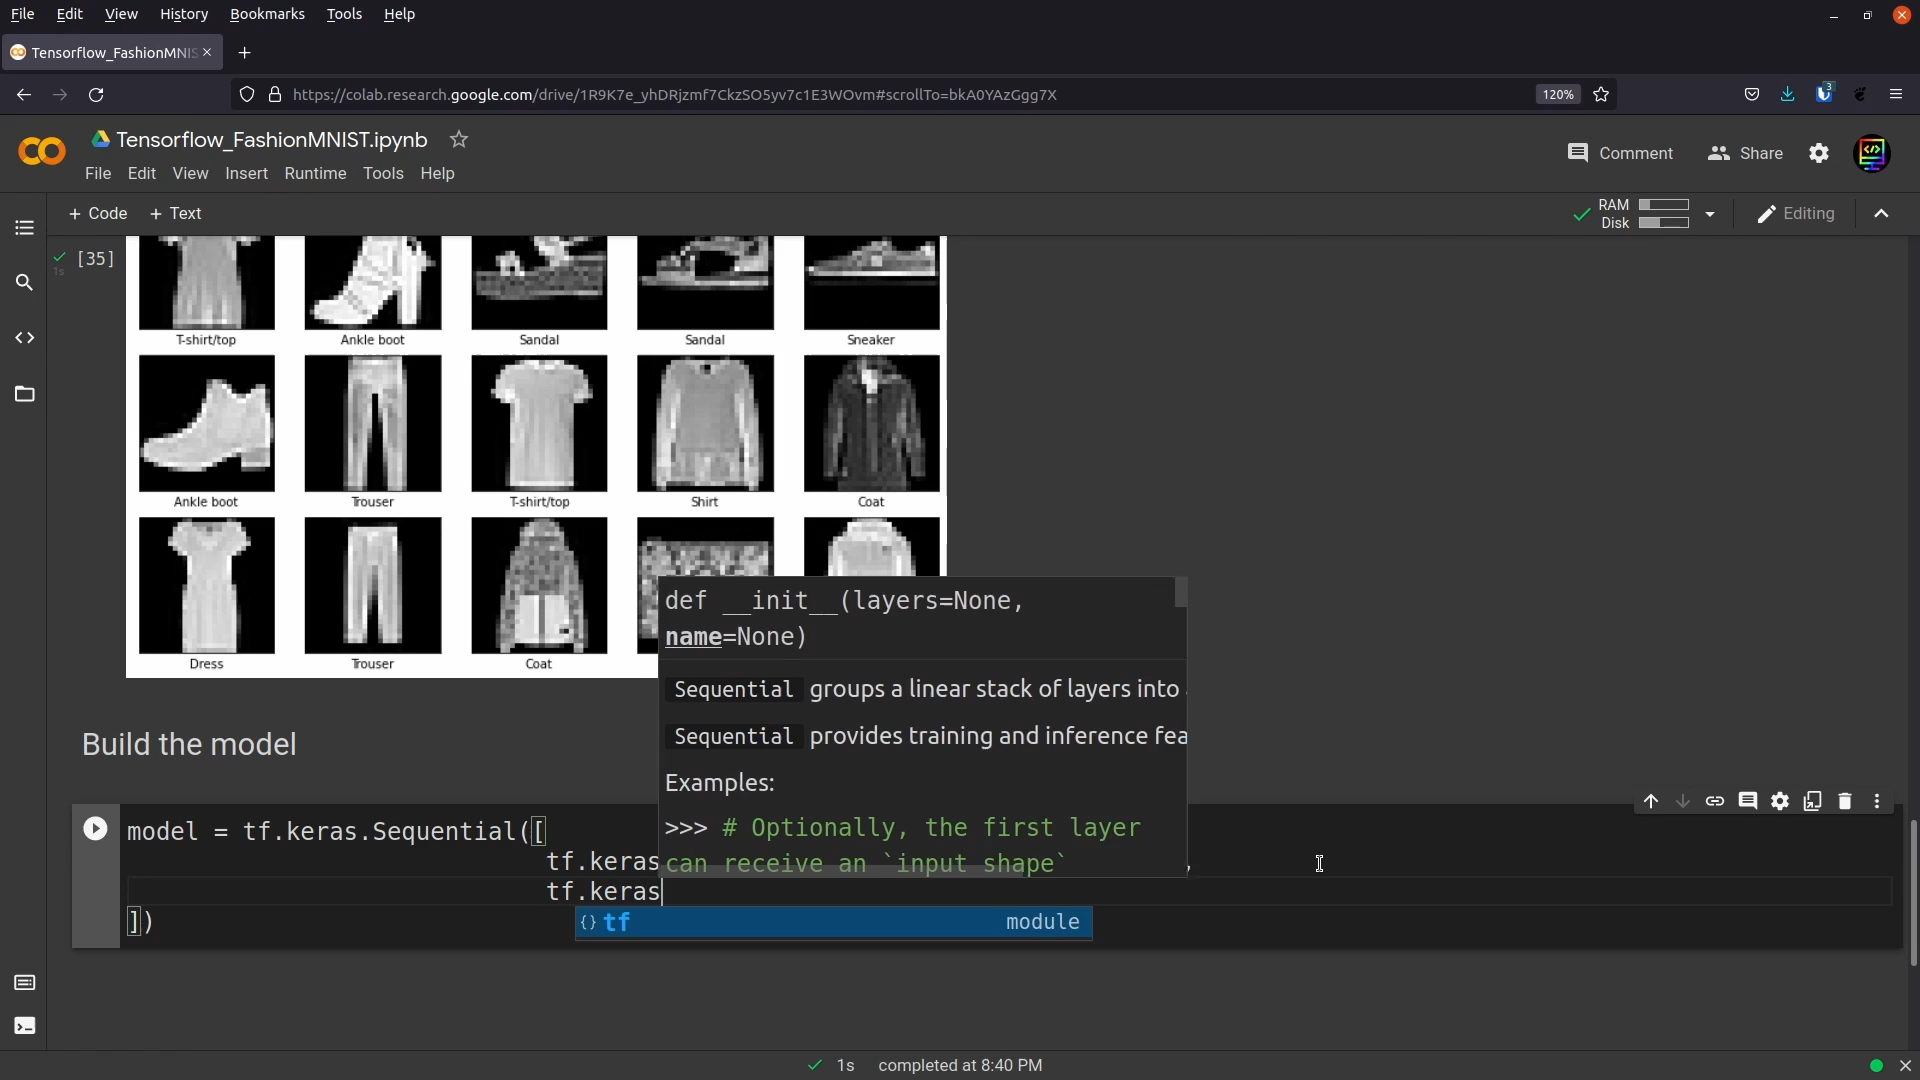 File Edit View History Bookmarks Tools Help
Tensorflow_FashionMNIS
https://colab.research.google.com/drive/1R9K7e_yhDRjzmf7CkzSO5yv7c1E3WOvm#scrollTo=bkA0YAzGgg7X
120%
3
Tensorflow_FashionMNIST.ipynb
Comment
Share
File Edit View Insert Runtime Tools Help
+ Code + Text
RAM
Disk
Editing
[35]
1s
T-shirt/top Ankle boot Sandal Sandal Sneaker
Ankle boot Trouser T-shirt/top Shirt Coat
Dress Trouser Coat
def __init__(layers=None,
name=None)
Sequential groups a linear stack of layers into
Sequential provides training and inference fea
Examples:
>>> # Optionally, the first layer
can receive an `input_shape`
Build the model
model = tf.keras.Sequential([
tf.keras ,
tf.keras
])
{} tf module
1s completed at 8:40 PM